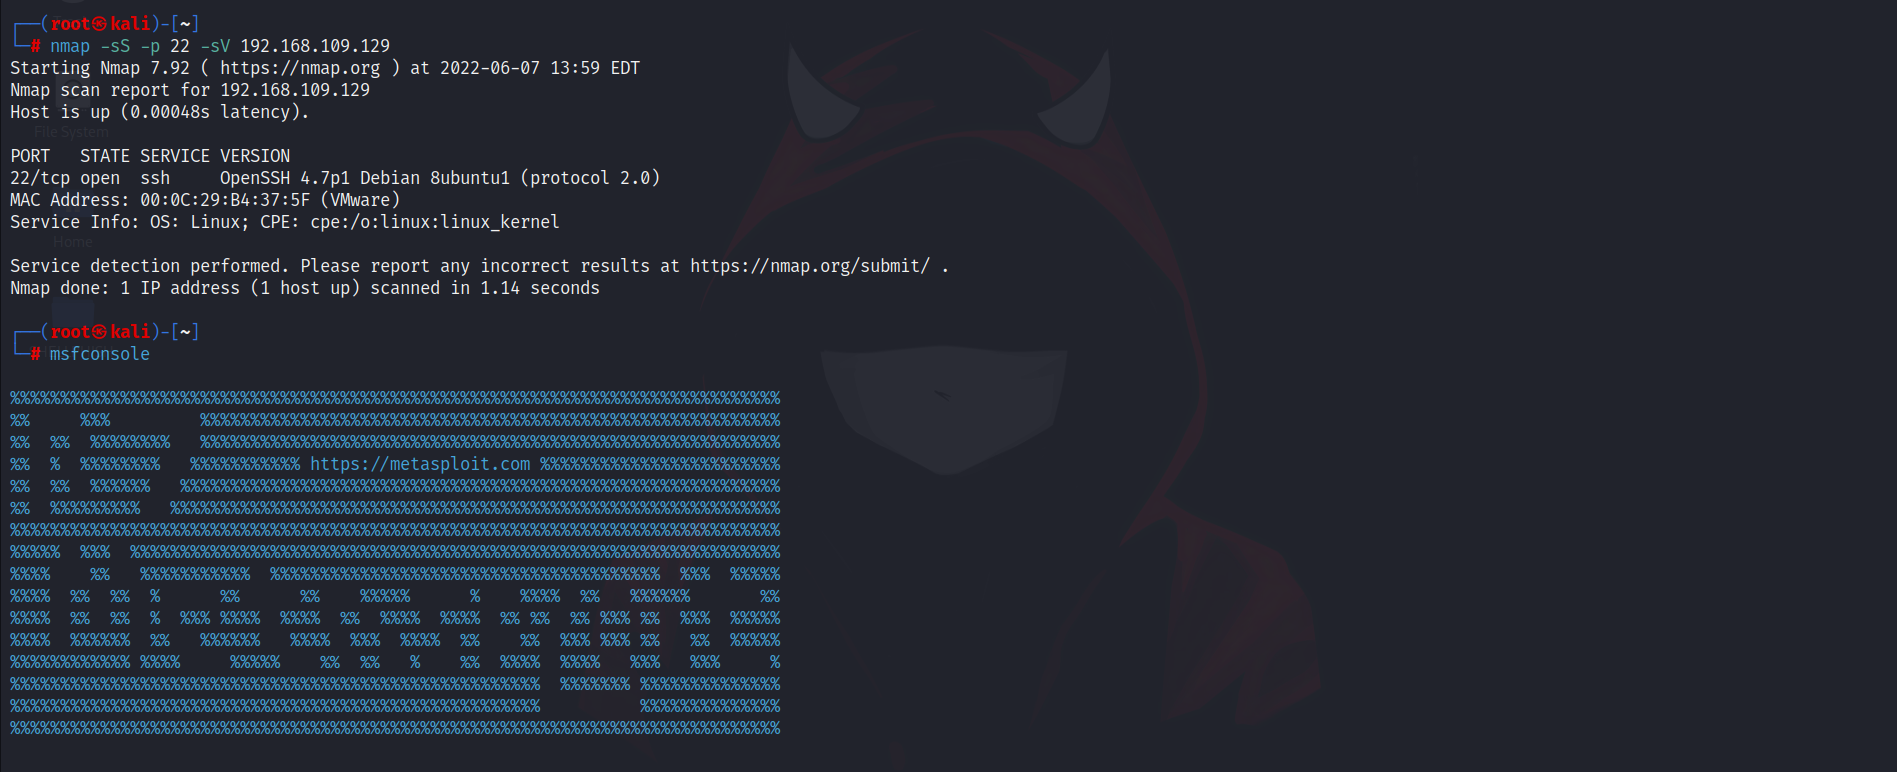 ┌──(root㉿kali)-[~]
└─# nmap -sS -p 22 -sV 192.168.109.129
Starting Nmap 7.92 ( https://nmap.org ) at 2022-06-07 13:59 EDT
Nmap scan report for 192.168.109.129
Host is up (0.00048s latency).
File System
PORT   STATE SERVICE VERSION
22/tcp open  ssh     OpenSSH 4.7p1 Debian 8ubuntu1 (protocol 2.0)
MAC Address: 00:0C:29:B4:37:5F (VMware)
Service Info: OS: Linux; CPE: cpe:/o:linux:linux_kernel
Home
Service detection performed. Please report any incorrect results at https://nmap.org/submit/ .
Nmap done: 1 IP address (1 host up) scanned in 1.14 seconds
┌──(root㉿kali)-[~]
└─# msfconsole
https://metasploit.com